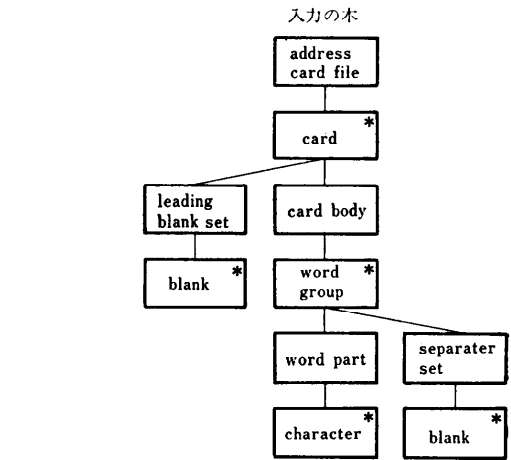 入力の木
address
card file
*
card
leading
blank set
card body
*
blank
*
word
group
word part
separater
set
*
character
*
blank